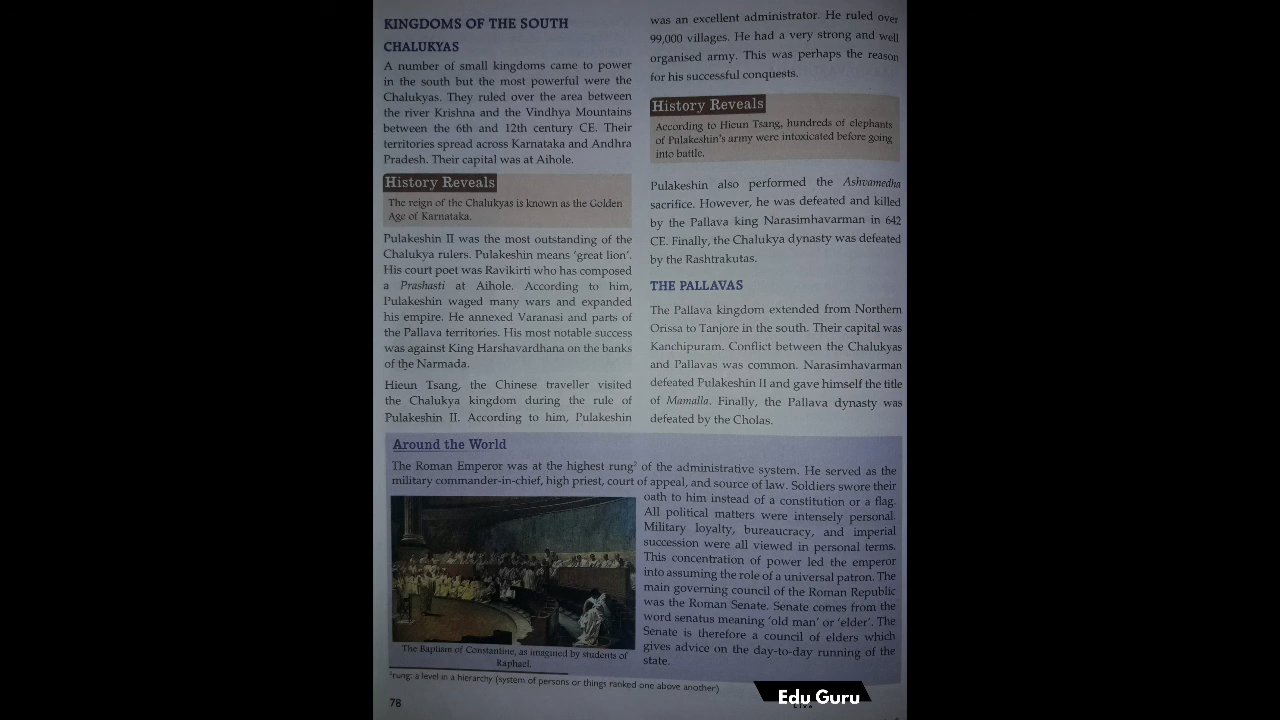 KINGDOMS OF THE SOUTH
CHALUKYAS
A number of small kingdoms came to power
in the south but the most powerful were the
Chalukyas. They ruled over the area between
the river Krishna and the Vindhya Mountains
between the 6th and 12th century CE. Their
territories spread across Karnataka and Andhra
Pradesh. Their capital was at Aihole.
History Reveals
The reign of the Chalukyas is known as the Golden
Age of Karnataka.
Pulakeshin II was the most outstanding of the
Chalukya rulers. Pulakeshin means 'great lion'.
His court poet was Ravikirti who has composed
a Prashasti at Aihole. According to him,
Pulakeshin waged many wars and expanded
his empire. He annexed Varanasi and parts of
the Pallava territories. His most notable success
was against King Harshavardhana on the banks
of the Narmada.
Hieun Tsang, the Chinese traveller visited
the Chalukya kingdom during the rule of
Pulakeshin II. According to him, Pulakeshin
was an excellent administrator. He ruled over
99,000 villages. He had a very strong and well
organised army. This was perhaps the reason
for his successful conquests.
History Reveals
According to Hieun Tsang, hundreds of elephants
of Pulakeshin's army were intoxicated before going
into battle.
Pulakeshin also performed the Ashvamedha
sacrifice. However, he was defeated and killed
by the Pallava king Narasimhavarman in 642
CE. Finally, the Chalukya dynasty was defeated
by the Rashtrakutas.
THE PALLAVAS
The Pallava kingdom extended from Northern
Orissa to Tanjore in the south. Their capital was
Kanchipuram. Conflict between the Chalukyas
and Pallavas was common. Narasimhavarman
defeated Pulakeshin II and gave himself the title
of Mamalla. Finally, the Pallava dynasty was
defeated by the Cholas.
Around the World
The Roman Emperor was at the highest rung² of the administrative system. He served as the
military commander-in-chief, high priest, court of appeal, and source of law. Soldiers swore their
oath to him instead of a constitution or a flag.
All political matters were intensely personal.
Military loyalty, bureaucracy, and imperial
succession were all viewed in personal terms.
This concentration of power led the emperor
into assuming the role of a universal patron. The
main governing council of the Roman Republic
was the Roman Senate. Senate comes from the
word senatus meaning 'old man' or 'elder'. The
Senate is therefore a council of elders which
gives advice on the day-to-day running of the
state.
The Baptism of Constantine, as imagined by students of
Raphael.
²rung: a level in a hierarchy (system of persons or things ranked one above another)
78
Edu Guru